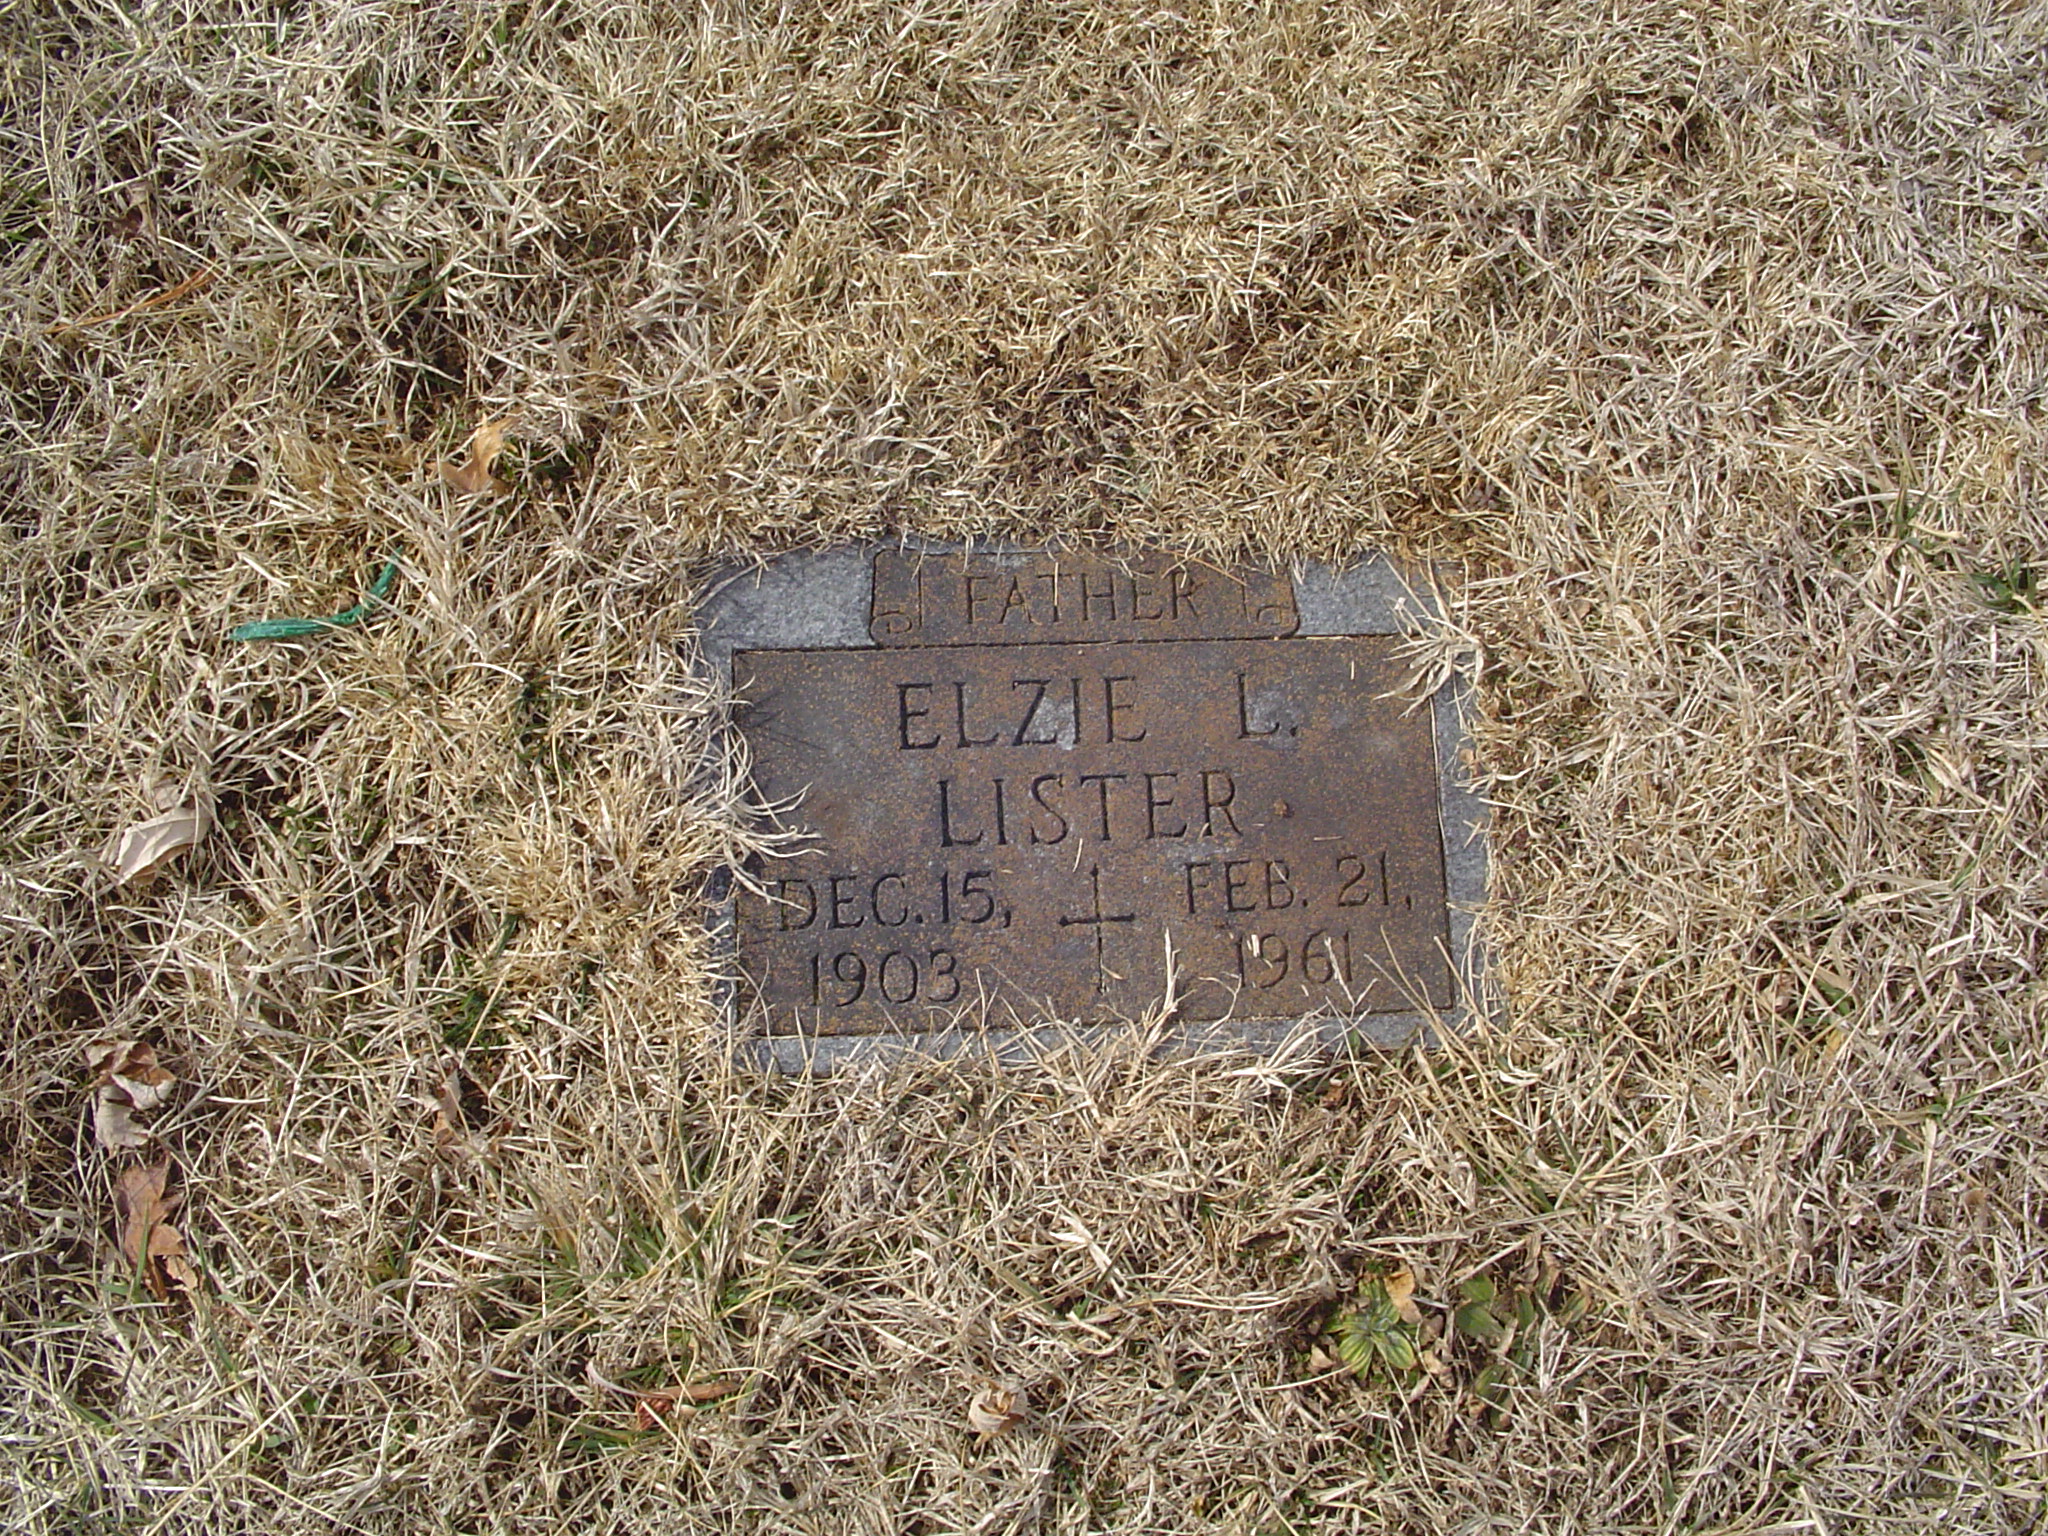 FATHER
ELZIE L.
LISTER
DEC. 15, FEB. 21,
1903 1961